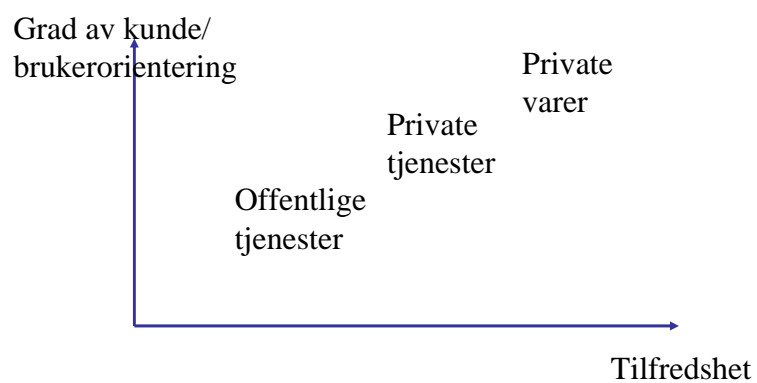 Grad av kunde/
brukerorientering
Private
varer
Private
tjenester
Offentlige
tjenester
Tilfredshet